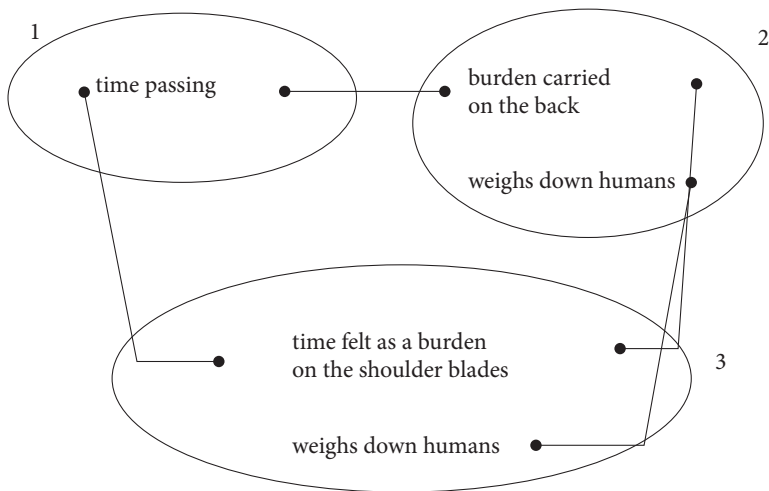 1
2
time passing
burden carried
on the back
weighs down humans
time felt as a burden
on the shoulder blades
3
weighs down humans